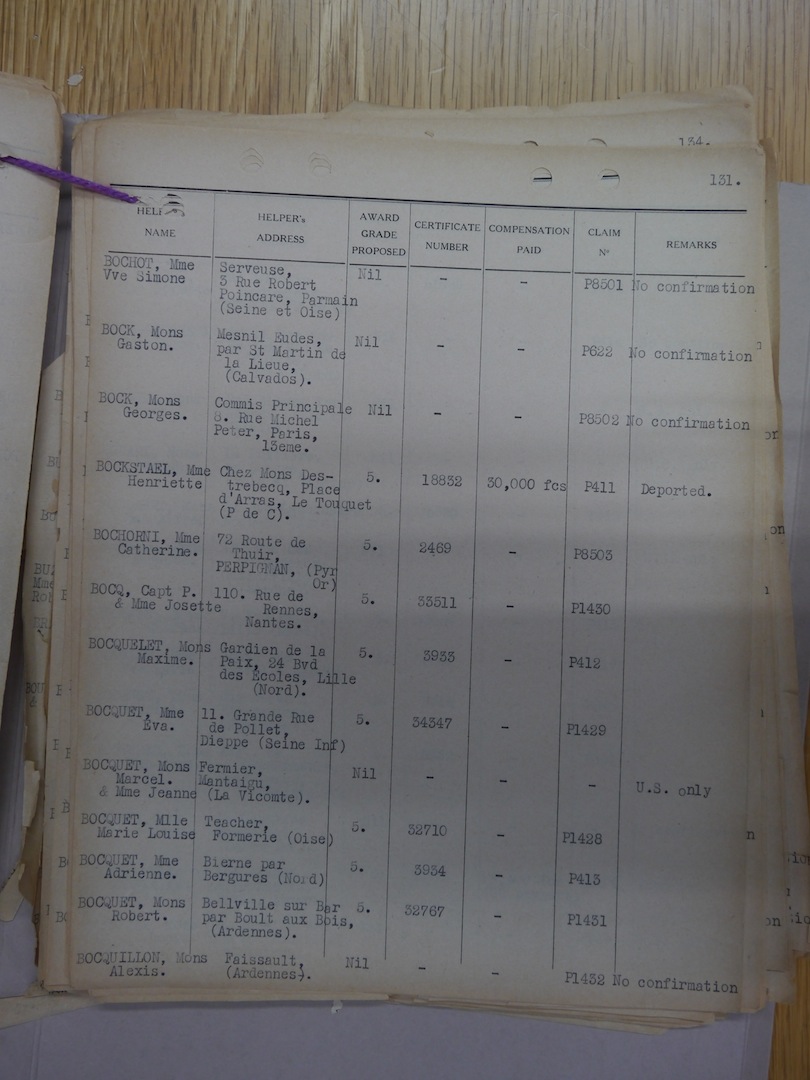 134.
131.
NAME
HELPER's
ADDRESS
AWARD
GRADE
PROPOSED
CERTIFICATE
NUMBER
COMPENSATION
PAID
CLAIM
Nº
REMARKS
BOCHOT, Mme Serveuse, Nil - - P8501 No confirmation
Vve Simone 3 Rue Robert
Poincare, Parmain
(Seine et Oise)
BOCK, Mons Mesnil Eudes, Nil - - P622 No confirmation
Gaston. par St Martin de
la Lieue,
(Calvados).
BOCK, Mons Commis Principale Nil - - P8502 No confirmation
Georges. 8. Rue Michel
Peter, Paris,
13eme.
BOCKSTAEL, Mme Chez Mons Des- 5. 18832 30,000 fcs P411 Deported.
Henriette trebecq, Place
d'Arras, Le Touquet
(P de C).
BOCHORNI, Mme 72 Route de 5. 2469 - P8503
Catherine. Thuir,
PERPIGNAN, (Pyr
Or)
BOCQ, Capt P. 110. Rue de 5. 33511 - P1430
& Mme Josette Rennes,
Nantes.
BOCQUELET, Mons Gardien de la 5. 3933 - P412
Maxime. Paix, 24 Bvd
des Ecoles, Lille
(Nord).
BOCQUET, Mme 11. Grande Rue 5. 34347 - P1429
Eva. de Pollet,
Dieppe (Seine Inf)
BOCQUET, Mons Fermier, Nil - - - U.S. only
Marcel. Mantaigu,
& Mme Jeanne (La Vicomte).
BOCQUET, Mlle Teacher, 5. 32710 - P1428
Marie Louise Formerie (Oise)
BOCQUET, Mme Bierne par 5. 3934 - P413
Adrienne. Bergures (Nord)
BOCQUET, Mons Bellville sur Bar 5. 32767 - P1431
Robert. par Boult aux Bois,
(Ardennes).
BOCQUILLON, Mons Faissault, Nil - - P1432 No confirmation
Alexis. (Ardennes).